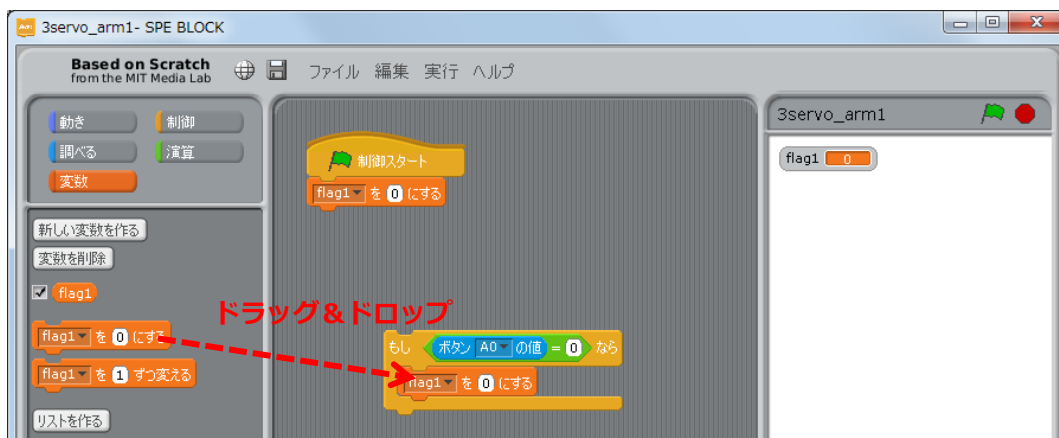 3servo_arm1- SPE BLOCK
Based on Scratch
from the MIT Media Lab
ファイル 編集 実行 ヘルプ
動き 制御
調べる 演算
変数
新しい変数を作る
変数を削除
flag1
flag1 を 0 にする
flag1 を 1 ずつ変える
リストを作る
制御スタート
flag1 を 0 にする
ドラッグ&ドロップ
もし ボタン A0 の値 = 0 なら
flag1 を 0 にする
3servo_arm1
flag1 0